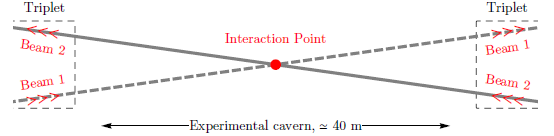 Triplet
Triplet
Beam 2
Interaction Point
Beam 1
Beam 1
Beam 2
Experimental cavern, ≃ 40 m